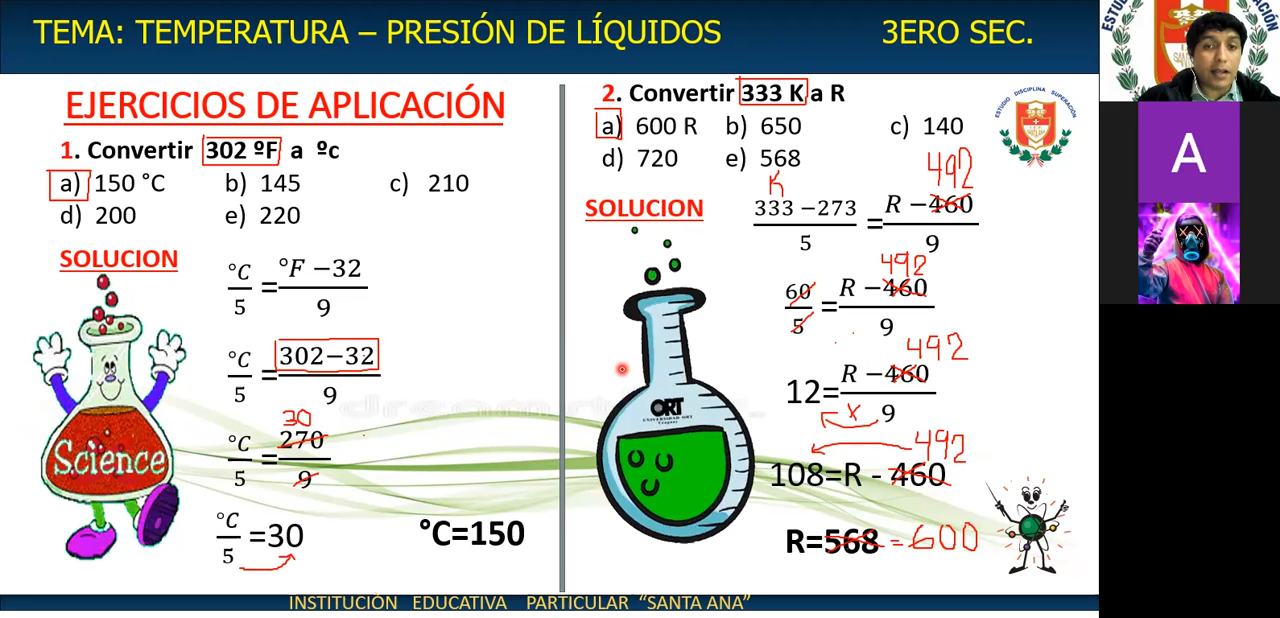 TEMA: TEMPERATURA – PRESIÓN DE LÍQUIDOS 3ERO SEC.
EJERCICIOS DE APLICACIÓN
1. Convertir 302 ºF a ºc
a) 150 °C b) 145 c) 210
d) 200 e) 220
SOLUCION
°C/5 = °F −32/9
°C/5 = 302−32/9
30
°C/5 = 270/9
°C/5 =30
°C=150
Science
2. Convertir 333 K a R
a) 600 R b) 650 c) 140
d) 720 e) 568
SOLUCION
K 492
333 −273/5 = R −460/9
492
60/5 = R −460/9
492
12= R −460/9
x
492
108=R - 460
R=568 = 600
ORT
UNIVERSIDAD ORT
Uruguay
ESTUDIO DISCIPLINA SUPERACIÓN
INSTITUCIÓN EDUCATIVA PARTICULAR “SANTA ANA”
A